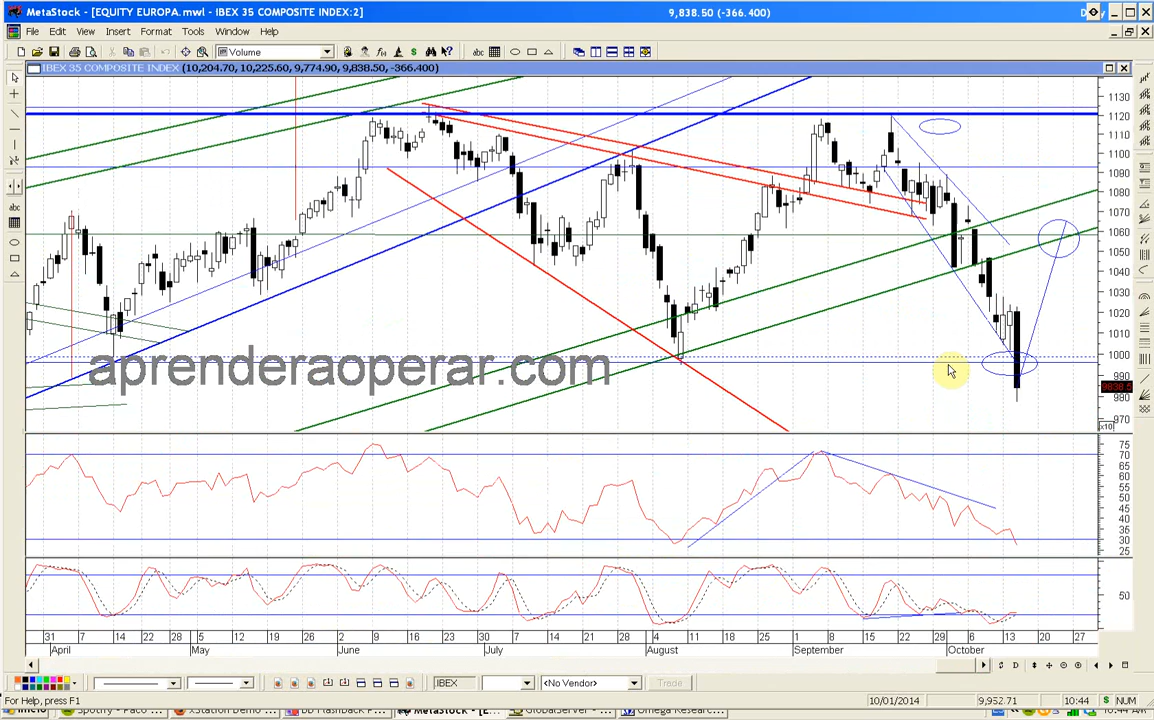 MetaStock - [EQUITY EUROPA.mwl - IBEX 35 COMPOSITE INDEX:2]
9,838.50 (-366.400)
File Edit View Insert Format Tools Window Help
Volume
abc
IBEX 35 COMPOSITE INDEX (10,204.70, 10,225.60, 9,774.90, 9,838.50, -366.400)
1130
1120
1110
1100
1090
1080
1070
1060
1050
1040
1030
1020
1010
1000
990
9838.5
980
970
x10
abc
aprenderaoperar.com
75
70
65
60
55
50
45
40
35
30
25
50
31 7 14 22 28 5 12 19 26 2 9 16 23 30 7 14 21 28 4 11 18 25 1 8 15 22 29 6 13 20 27
April May June July August September October
IBEX <No Vendor> Trade
For Help, press F1
10/01/2014 9,952.71 10:44 $ NUM